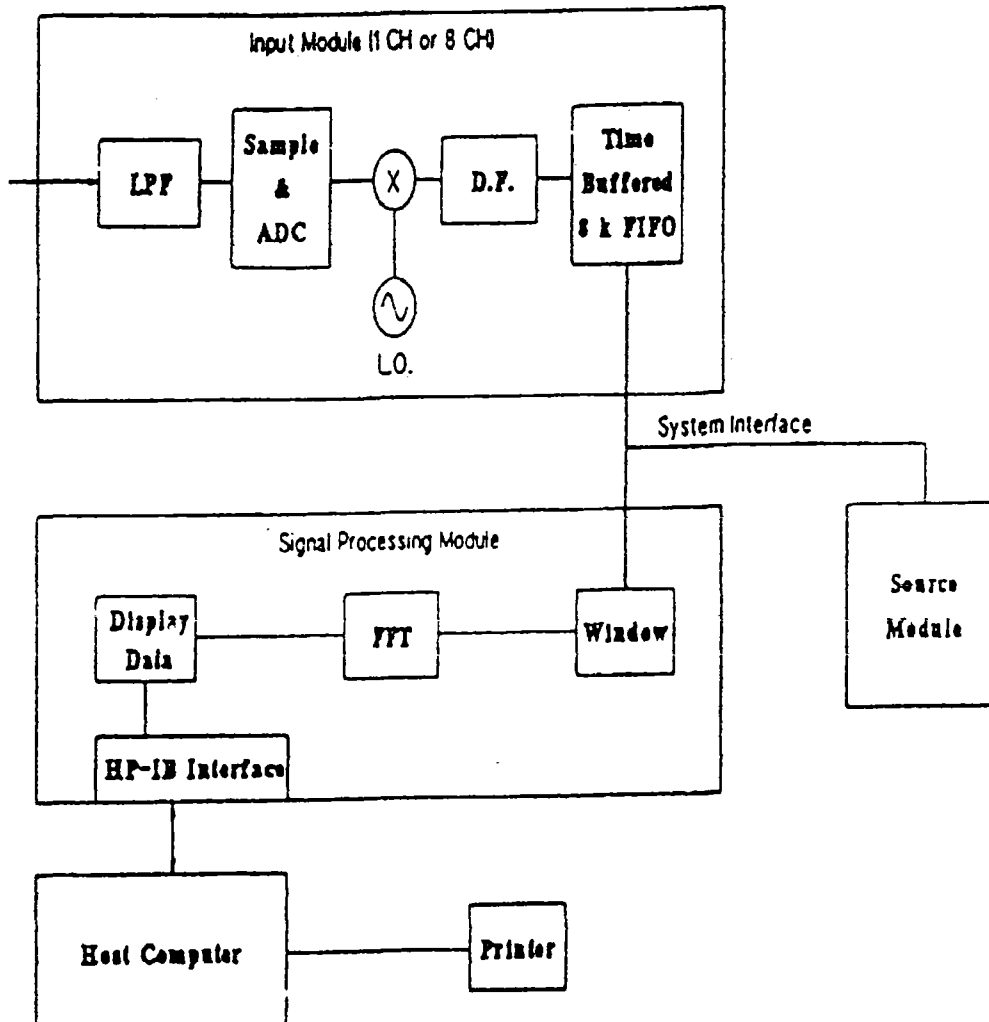 Input Module (1 CH or 8 CH)
LPF
Sample
&
ADC
X
D.F.
Time
Buffered
8 k FIFO
L.O.
System Interface
Signal Processing Module
Display
Data
FFT
Window
Source
Module
HP-IB Interface
Host Computer
Printer